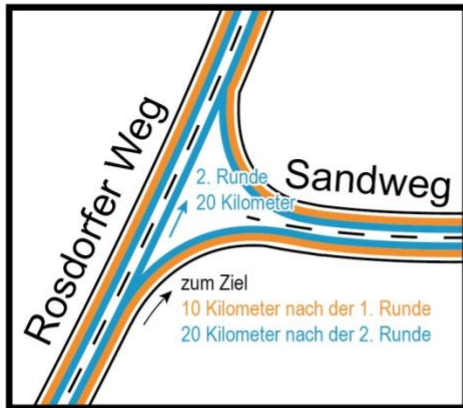 Rosdorfer Weg
2. Runde
20 Kilometer
Sandweg
zum Ziel
10 Kilometer nach der 1. Runde
20 Kilometer nach der 2. Runde